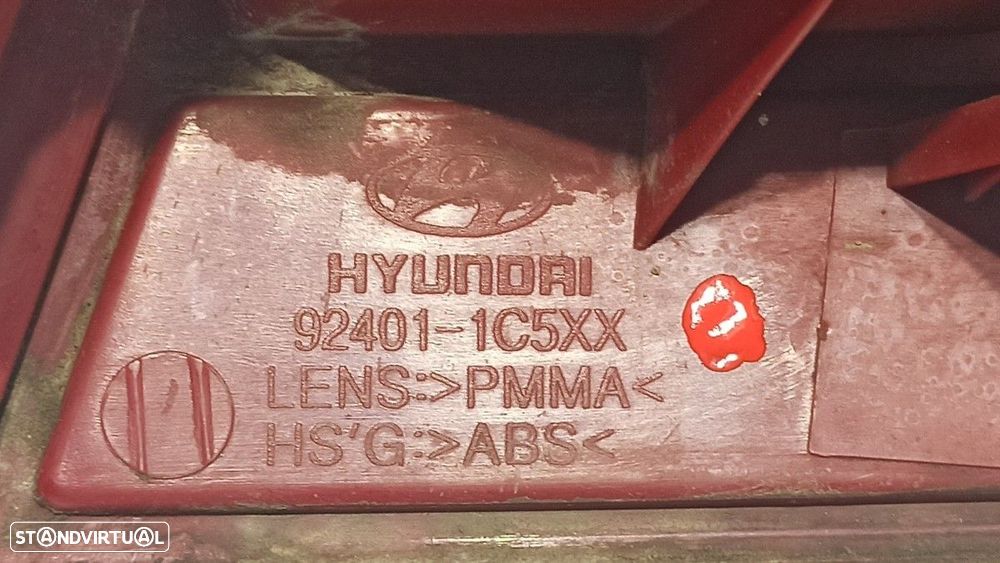 HYUNDAI
92401-1C5XX
LENS:>PMMA<
HS'G:>ABS<
STANDVIRTUAL